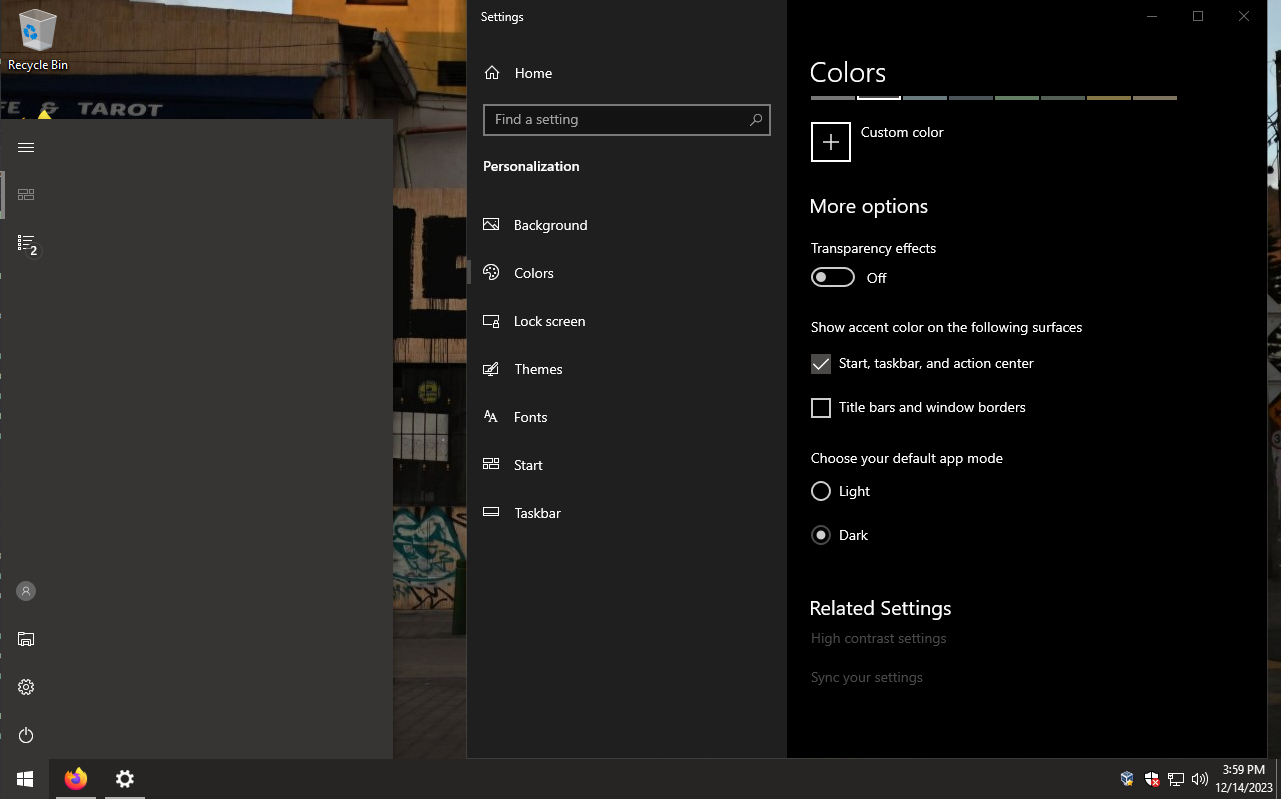 Recycle Bin
FE & TAROT
2
Settings
Home
Find a setting
Personalization
Background
Colors
Lock screen
Themes
Fonts
Start
Taskbar
Colors
Custom color
More options
Transparency effects
Off
Show accent color on the following surfaces
Start, taskbar, and action center
Title bars and window borders
Choose your default app mode
Light
Dark
Related Settings
High contrast settings
Sync your settings
3:59 PM
12/14/2023